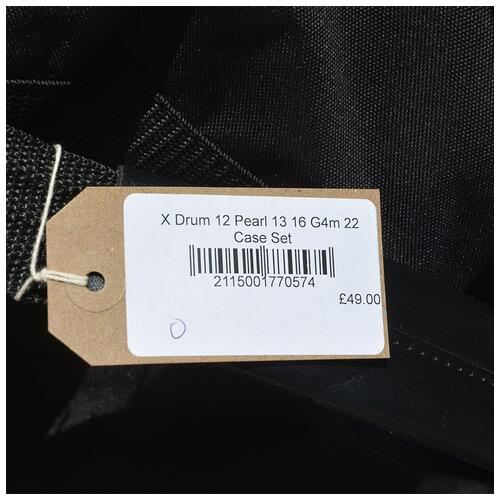 X Drum 12 Pearl 13 16 G4m 22
Case Set
2115001770574
£49.00
O